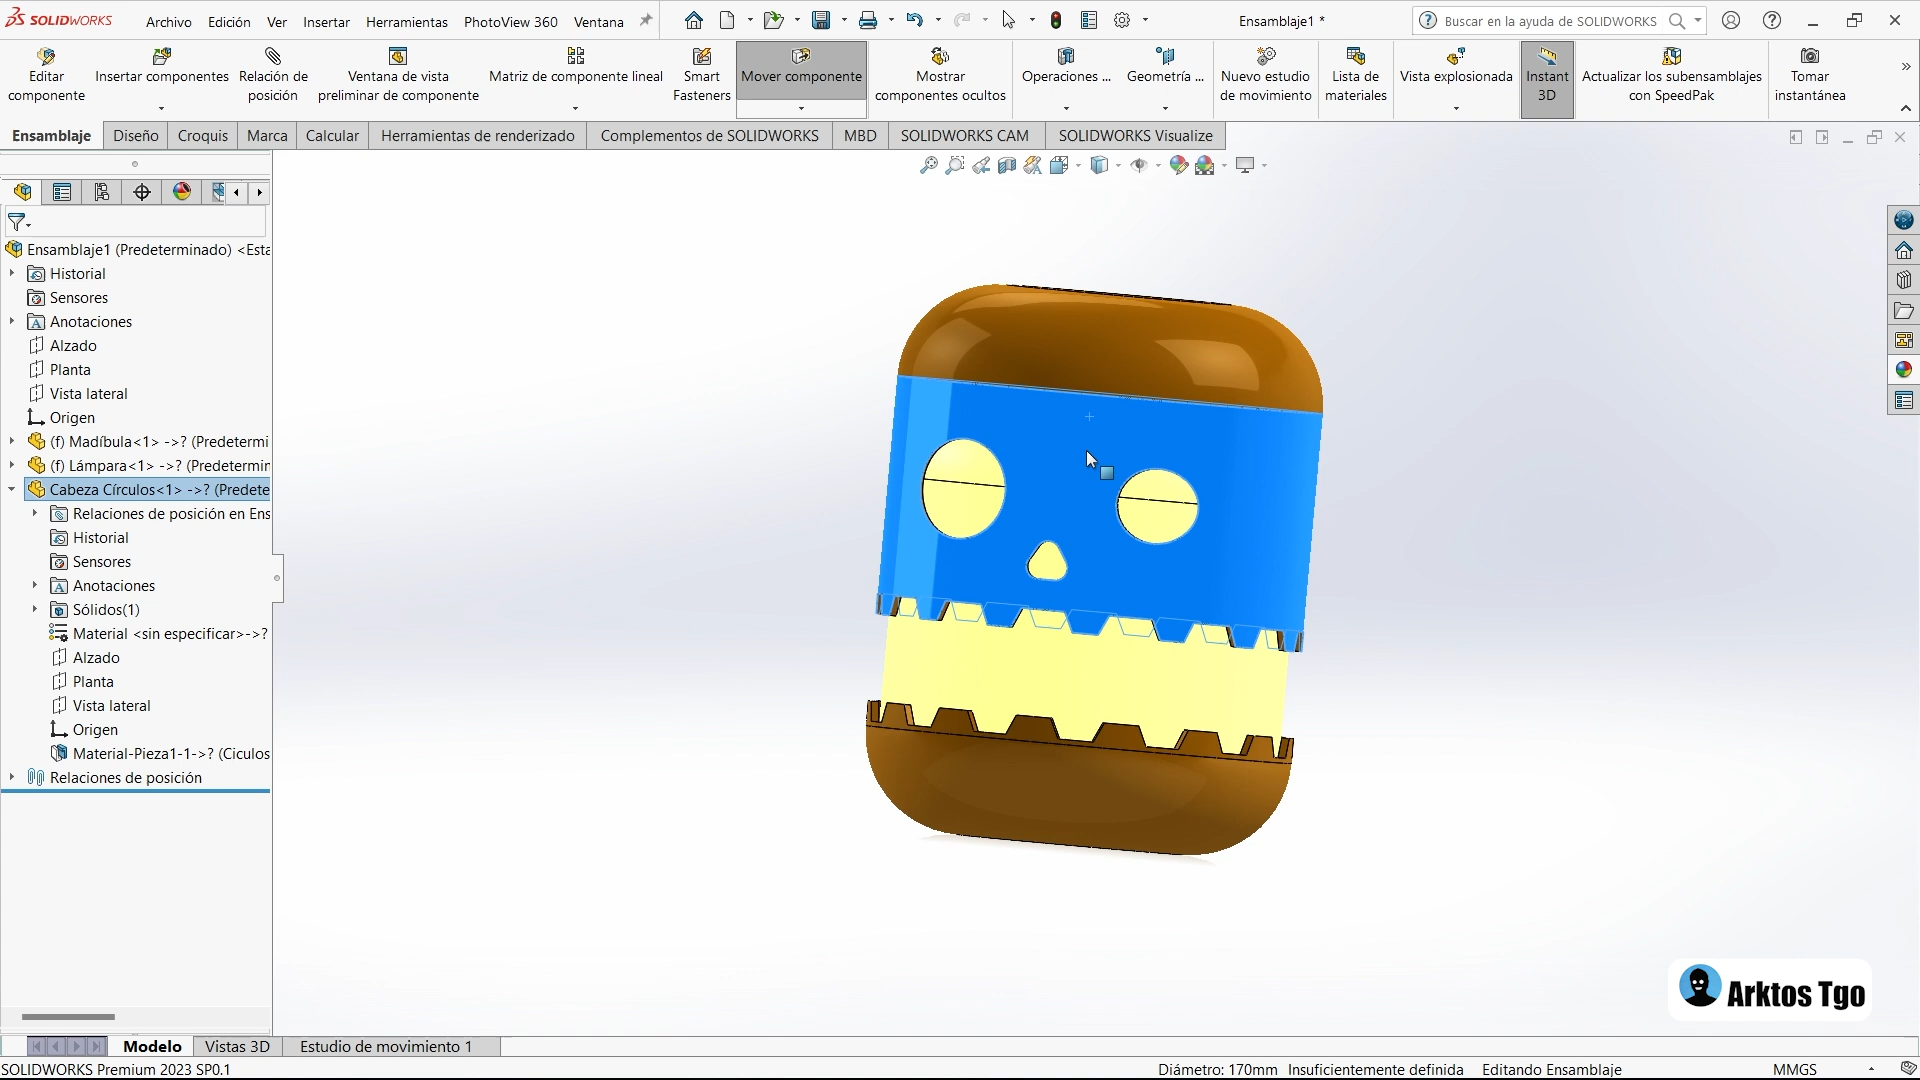 SOLIDWORKS Archivo Edición Ver Insertar Herramientas PhotoView 360 Ventana Ensamblaje1 * Buscar en la ayuda de SOLIDWORKS
Editar componente
Insertar componentes
Relación de posición
Ventana de vista preliminar de componente
Matriz de componente lineal
Smart Fasteners
Mover componente
Mostrar componentes ocultos
Operaciones ...
Geometría ...
Nuevo estudio de movimiento
Lista de materiales
Vista explosionada
Instant 3D
Actualizar los subensamblajes con SpeedPak
Tomar instantánea
Ensamblaje Diseño Croquis Marca Calcular Herramientas de renderizado Complementos de SOLIDWORKS MBD SOLIDWORKS CAM SOLIDWORKS Visualize
Ensamblaje1 (Predeterminado) <Esta
Historial
Sensores
Anotaciones
Alzado
Planta
Vista lateral
Origen
(f) Madíbula<1> ->? (Predetermi
(f) Lámpara<1> ->? (Predetermin
Cabeza Círculos<1> ->? (Predete
Relaciones de posición en Ens
Historial
Sensores
Anotaciones
Sólidos(1)
Material <sin especificar>->?
Alzado
Planta
Vista lateral
Origen
Material-Pieza1-1->? (Ciculos
Relaciones de posición
Arktos Tgo
Modelo Vistas 3D Estudio de movimiento 1
SOLIDWORKS Premium 2023 SP0.1 Diámetro: 170mm Insuficientemente definida Editando Ensamblaje MMGS